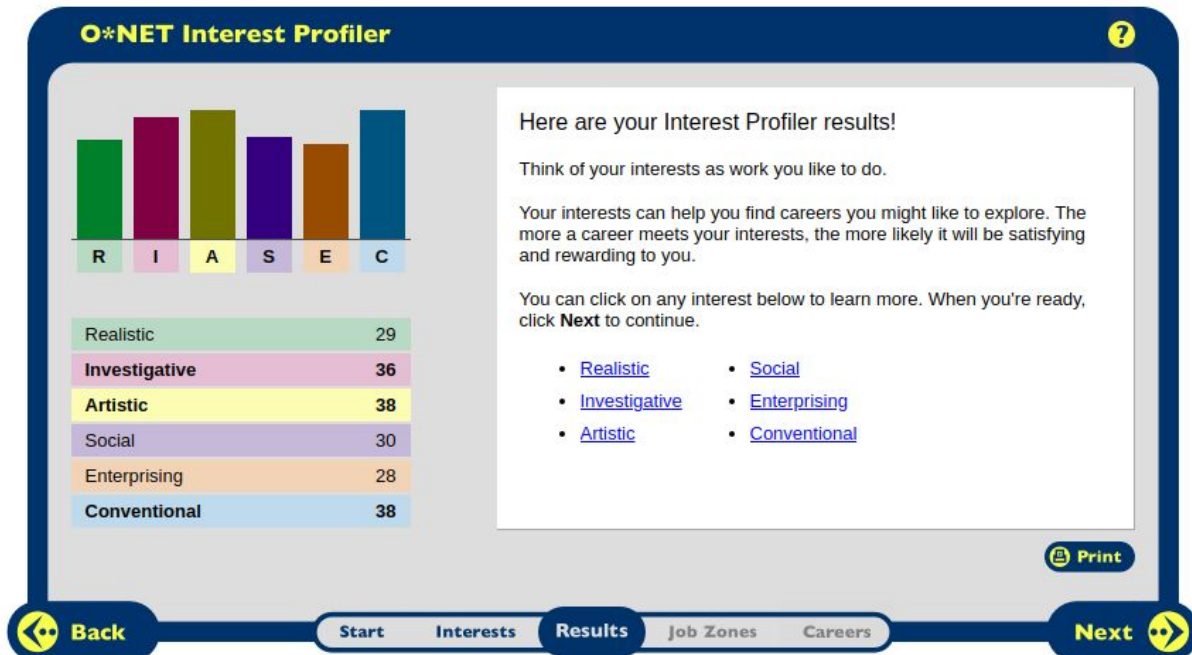 O*NET Interest Profiler
?
R I A S E C
Realistic 29
Investigative 36
Artistic 38
Social 30
Enterprising 28
Conventional 38
Here are your Interest Profiler results!
Think of your interests as work you like to do.
Your interests can help you find careers you might like to explore. The
more a career meets your interests, the more likely it will be satisfying
and rewarding to you.
You can click on any interest below to learn more. When you're ready,
click Next to continue.
• Realistic • Social
• Investigative • Enterprising
• Artistic • Conventional
Print
Back Start Interests Results Job Zones Careers Next